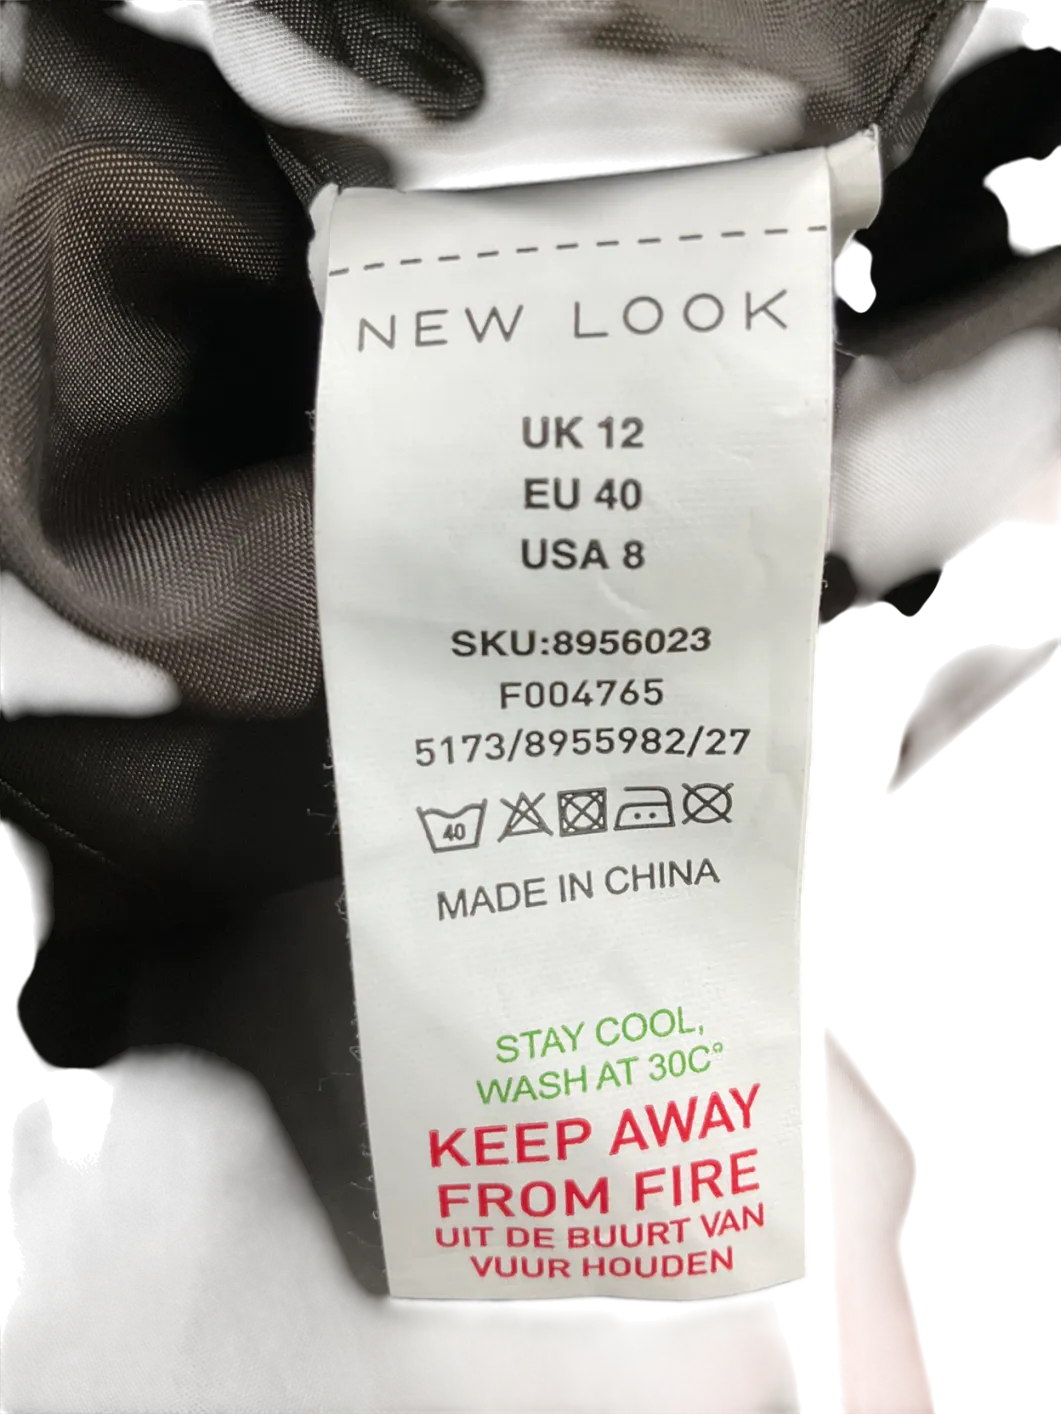 NEW LOOK
UK 12
EU 40
USA 8
SKU:8956023
F004765
5173/8955982/27
40
MADE IN CHINA
STAY COOL,
WASH AT 30C°
KEEP AWAY
FROM FIRE
UIT DE BUURT VAN
VUUR HOUDEN